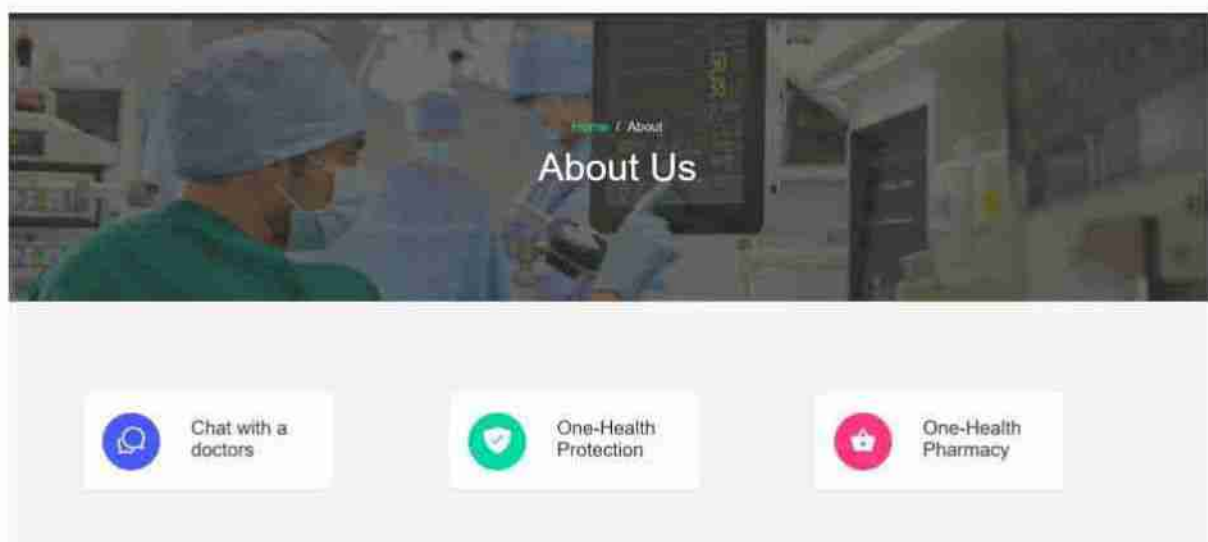 Home / About
About Us
Chat with a
doctors
One-Health
Protection
One-Health
Pharmacy